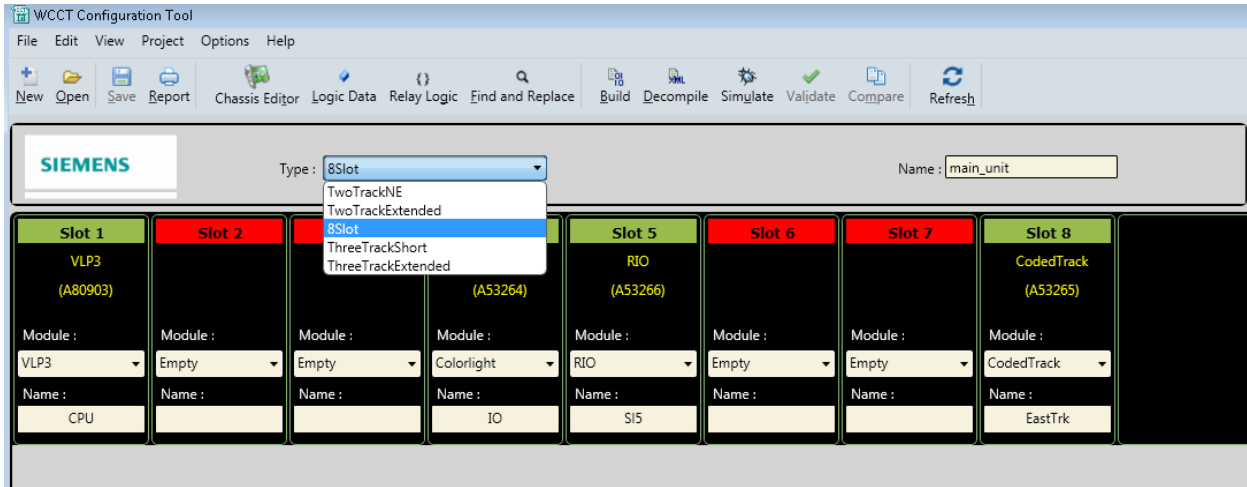 WCCT Configuration Tool
File Edit View Project Options Help
New Open Save Report Chassis Editor Logic Data Relay Logic Find and Replace Build Decompile Simulate Validate Compare Refresh
SIEMENS Type : 8Slot Name : main_unit
TwoTrackNE
TwoTrackExtended
8Slot
ThreeTrackShort
ThreeTrackExtended
Slot 1 Slot 2 Slot 5 Slot 6 Slot 7 Slot 8
VLP3 RIO CodedTrack
(A80903) (A53264) (A53266) (A53265)
Module : Module : Module : Module : Module : Module : Module : Module :
VLP3 Empty Empty Colorlight RIO Empty Empty CodedTrack
Name : Name : Name : Name : Name : Name : Name : Name :
CPU IO SI5 EastTrk